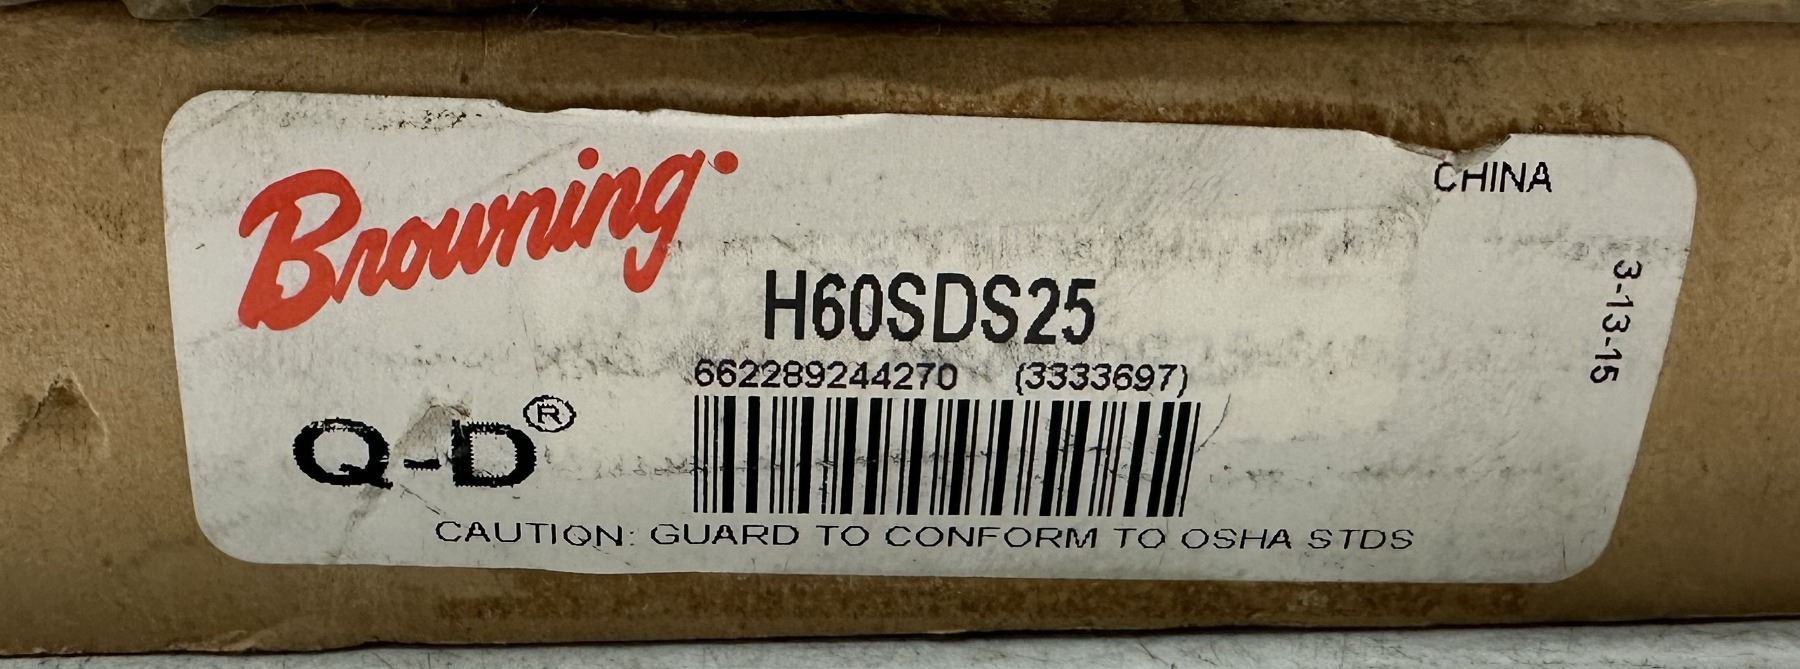 Browning
CHINA
H60SDS25
662289244270 (3333697)
3-13-15
Q-D®
CAUTION: GUARD TO CONFORM TO OSHA STDS